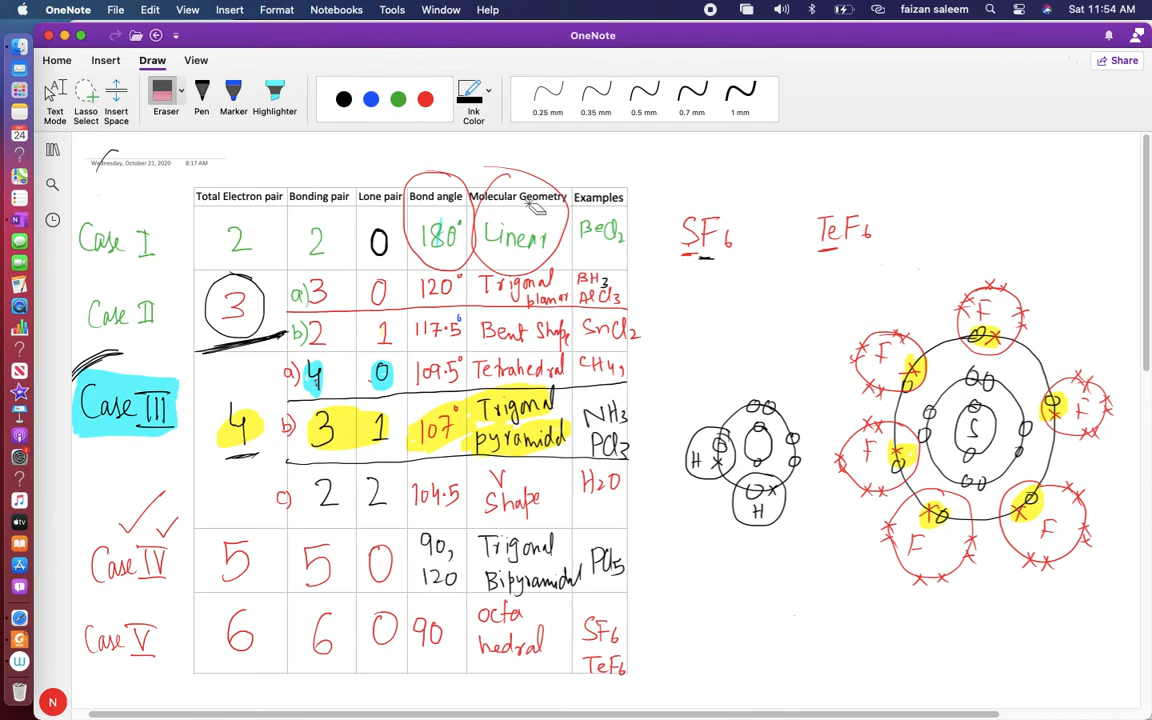 OneNote File Edit View Insert Format Notebooks Tools Window Help faizan saleem Sat 11:54 AM
OneNote
Home Insert Draw View Share
Text Mode
Lasso Select
Insert Space
Eraser
Pen
Marker
Highlighter
Ink Color
0.25 mm 0.35 mm 0.5 mm 0.7 mm 1 mm
Wednesday, October 21, 2020 8:17 AM
Total Electron pair Bonding pair Lone pair Bond angle Molecular Geometry Examples
Case I 2 2 0 180° Linear BeCl2
Case II 3 a) 3 0 120° Trigonal planar BH3 AlCl3
b) 2 1 117.5° Bent Shape SnCl2
Case III 4 a) 4 0 109.5° Tetrahedral CH4,
b) 3 1 107° Trigonal pyramidal NH3 PCl3
c) 2 2 104.5 V Shape H2O
Case IV 5 5 0 90, 120 Trigonal Bipyramidal PCl5
Case V 6 6 0 90 octa hedral SF6 TeF6
SF6 TeF6
F
F
F
S
F
F
F
H
H
24
N